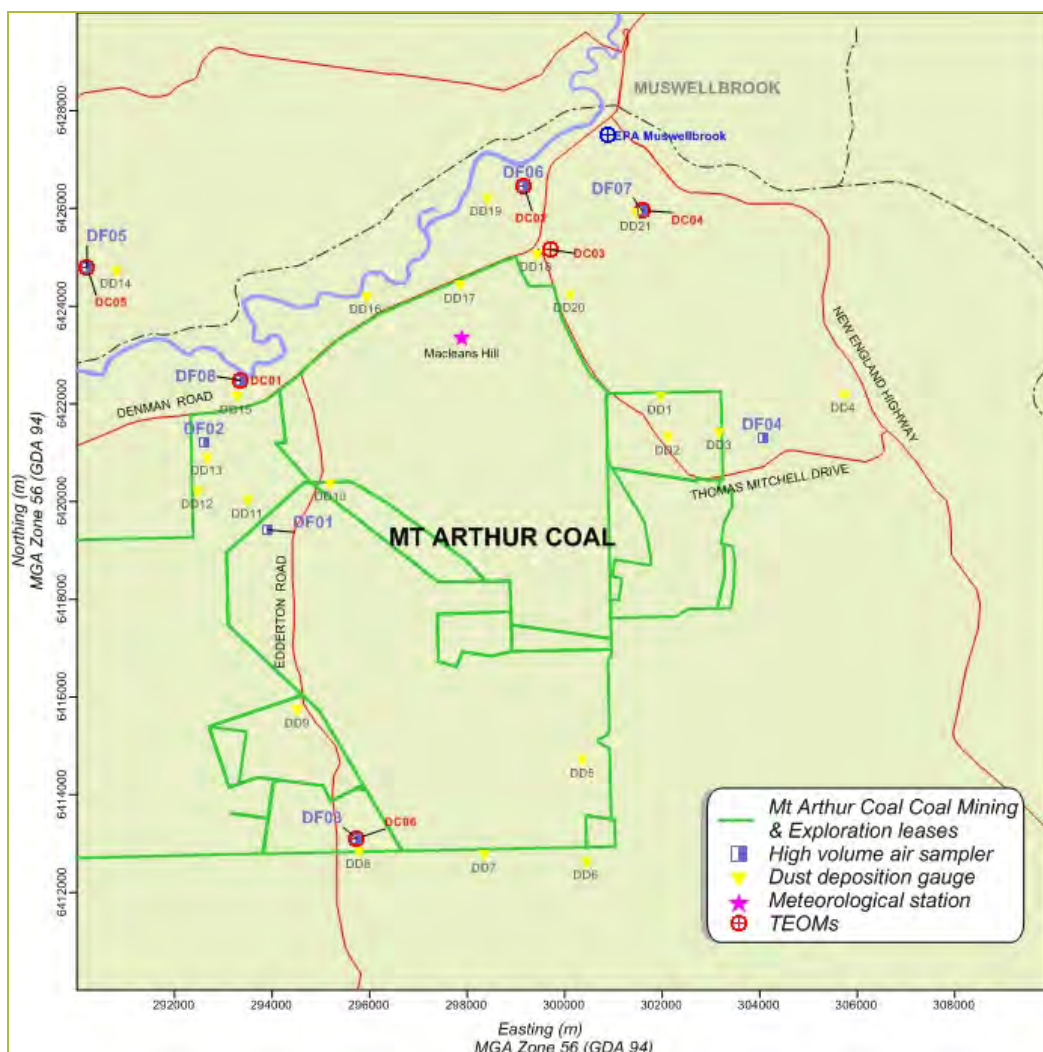 MUSWELLBROOK
EPA Muswellbrook
DF06
DC02
DD19
DF07
DD21
DC04
DC03
DD18
DF05
DD14
DC05
DD16
DD17
DD20
Macleans Hill
NEW ENGLAND HIGHWAY
DF08
DC01
DD15
DENMAN ROAD
DF02
DD13
DD12
DD11
DD10
DF01
DD1
DD2
DD3
DF04
DD4
THOMAS MITCHELL DRIVE
MT ARTHUR COAL
EDDERTON ROAD
DD9
DD5
DF03
DC06
DD8
DD7
DD6
Mt Arthur Coal Coal Mining
& Exploration leases
High volume air sampler
Dust deposition gauge
Meteorological station
TEOMs
Northing (m)
MGA Zone 56 (GDA 94)
6428000
6426000
6424000
6422000
6420000
6418000
6416000
6414000
6412000
292000
294000
296000
298000
300000
302000
304000
306000
308000
Easting (m)
MGA Zone 56 (GDA 94)